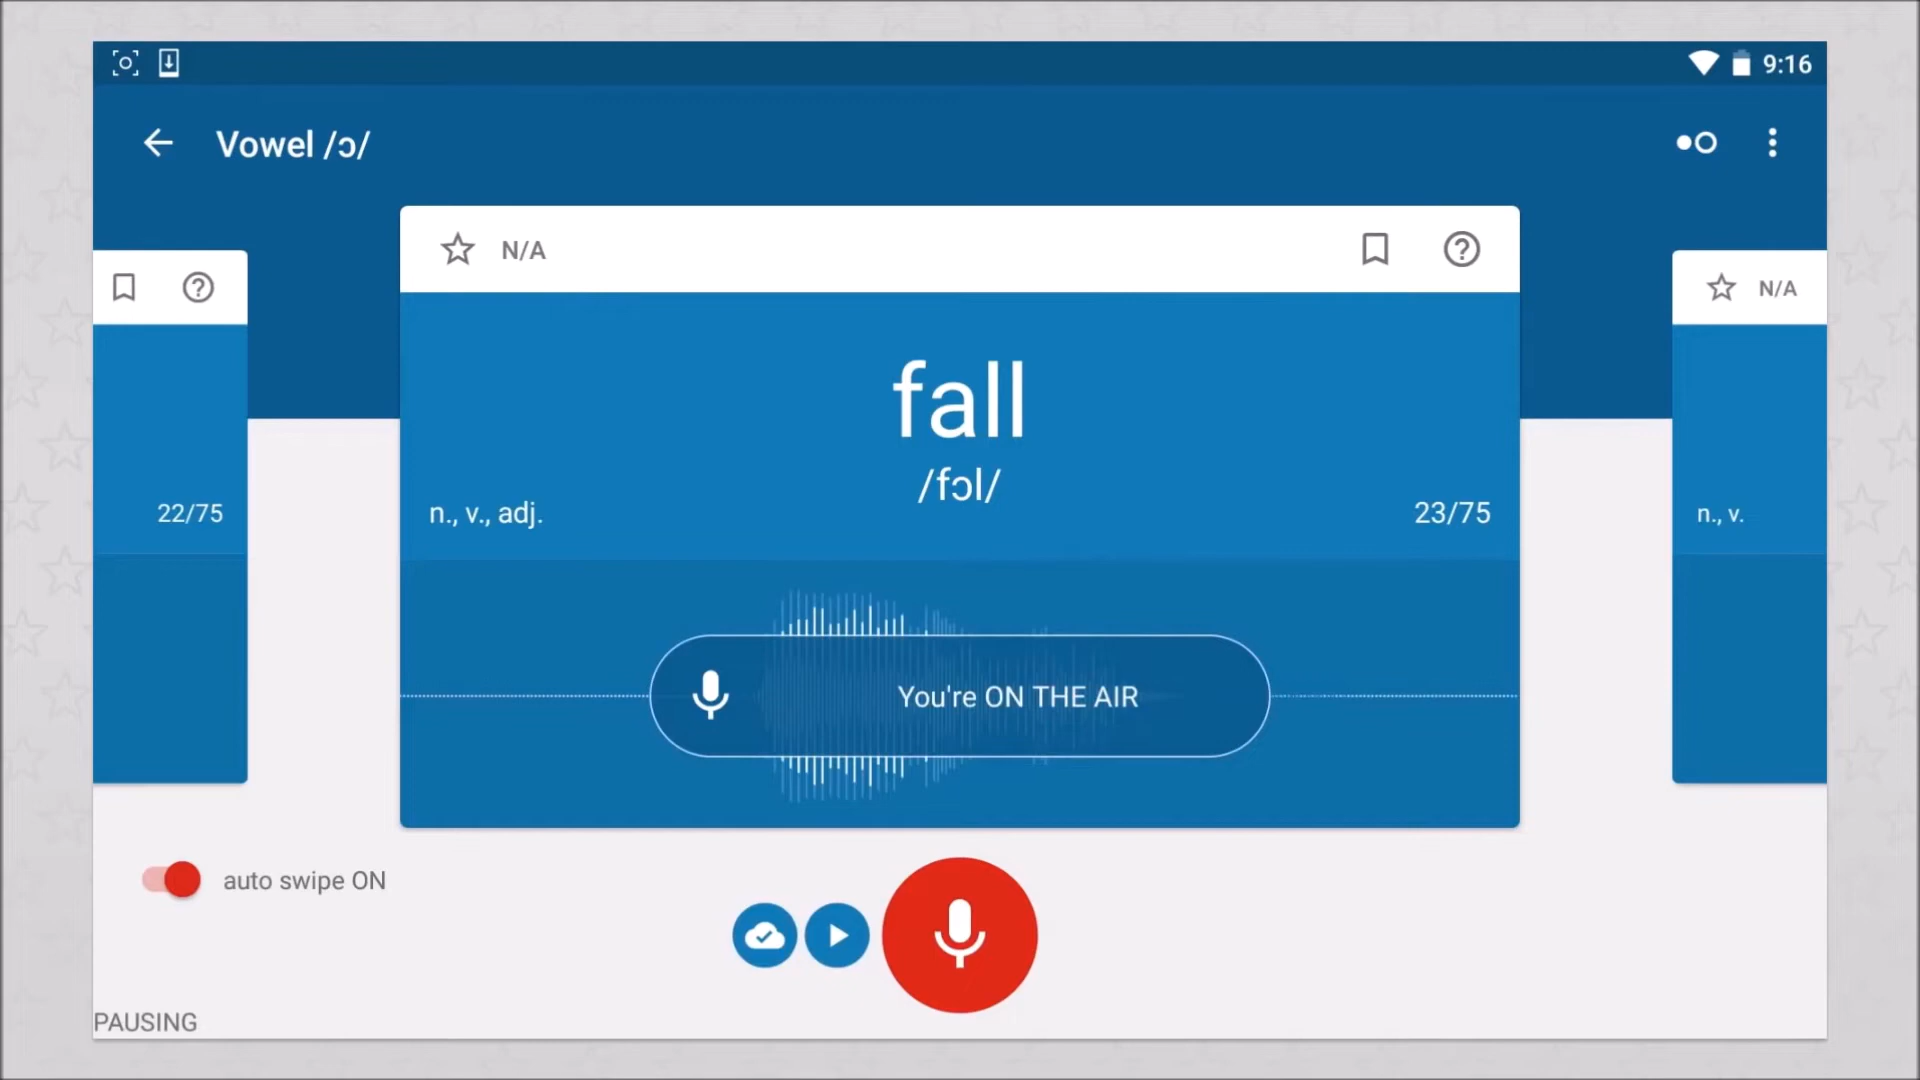 9:16
Vowel /ɔ/
N/A
N/A
fall
/fɔl/
22/75
n., v., adj.
23/75
n., v.
You're ON THE AIR
auto swipe ON
PAUSING